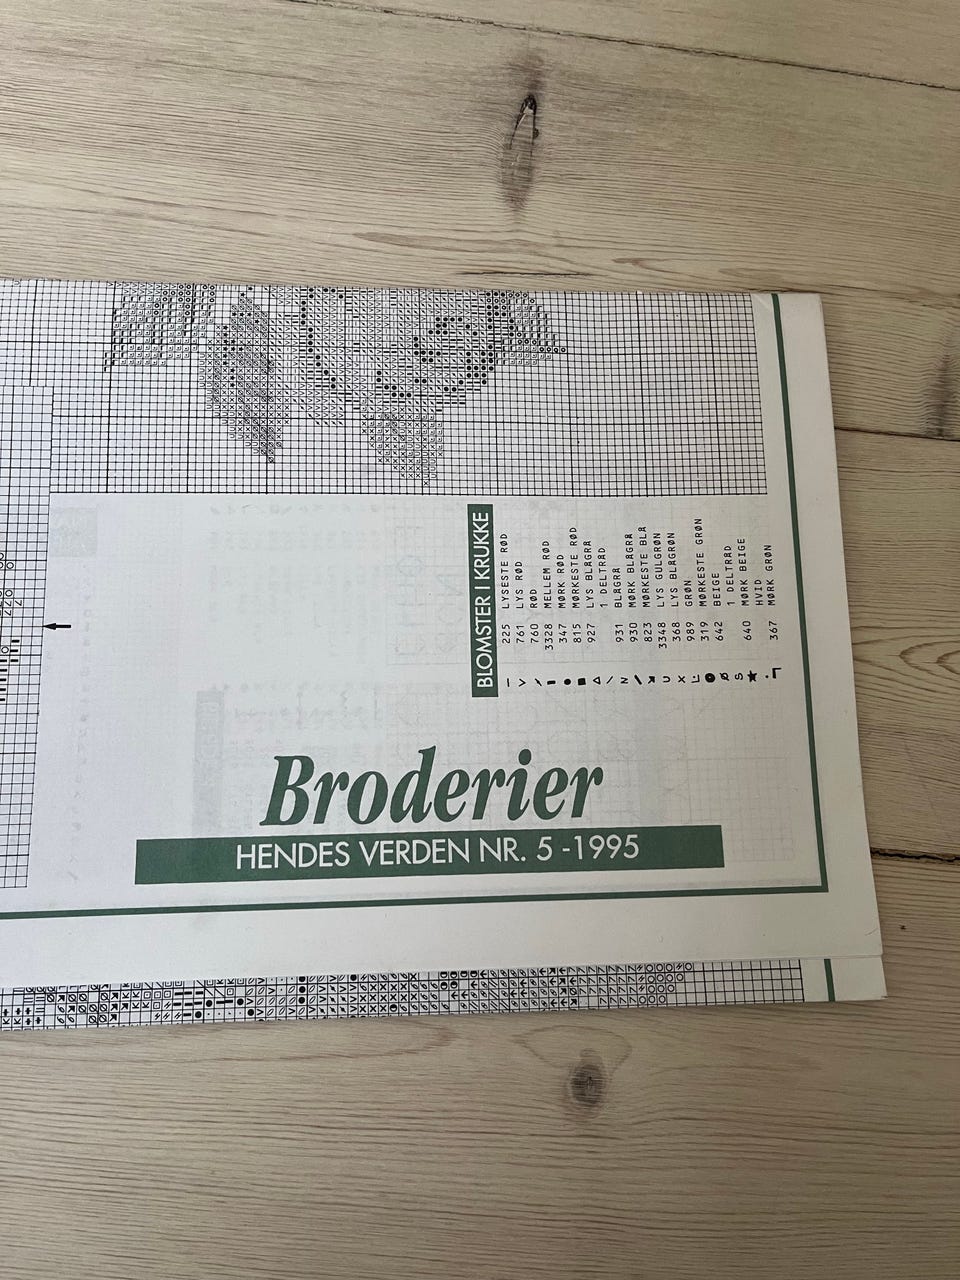 BLOMSTER I KRUKKE
225 LYSESTE RØD
761 LYS RØD
760 RØD
3328 MELLEM RØD
347 MØRK RØD
815 MØRKESTE RØD
927 LYS BLÅGRÅ
1 DELTRÅD
931 BLÅGRÅ
930 MØRK BLÅGRÅ
823 MØRKESTE BLÅ
3348 LYS GULGRØN
368 LYS BLÅGRØN
989 GRØN
319 MØRKESTE GRØN
642 BEIGE
1 DELTRÅD
640 MØRK BEIGE
HVID
367 MØRK GRØN
Broderier
HENDES VERDEN NR. 5 -1995